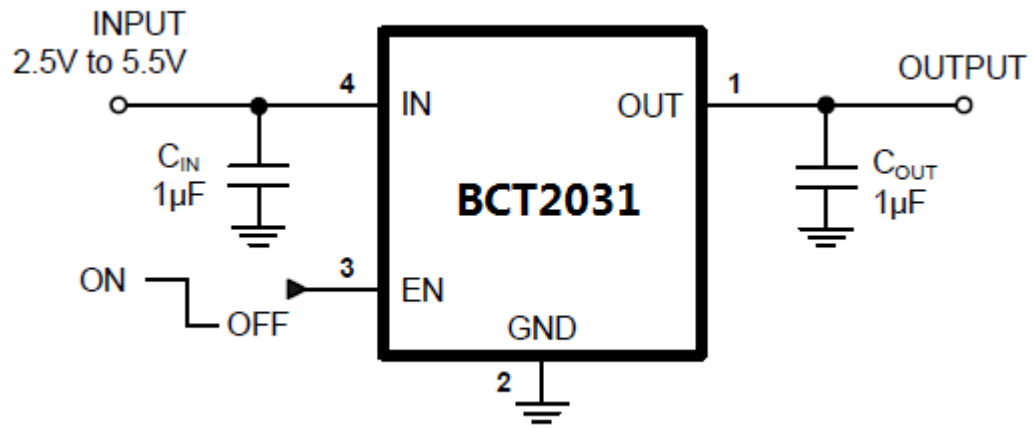 INPUT
2.5V to 5.5V
OUTPUT
4
IN
OUT
1
CIN
1µF
BCT2031
COUT
1µF
ON
OFF
3
EN
GND
2